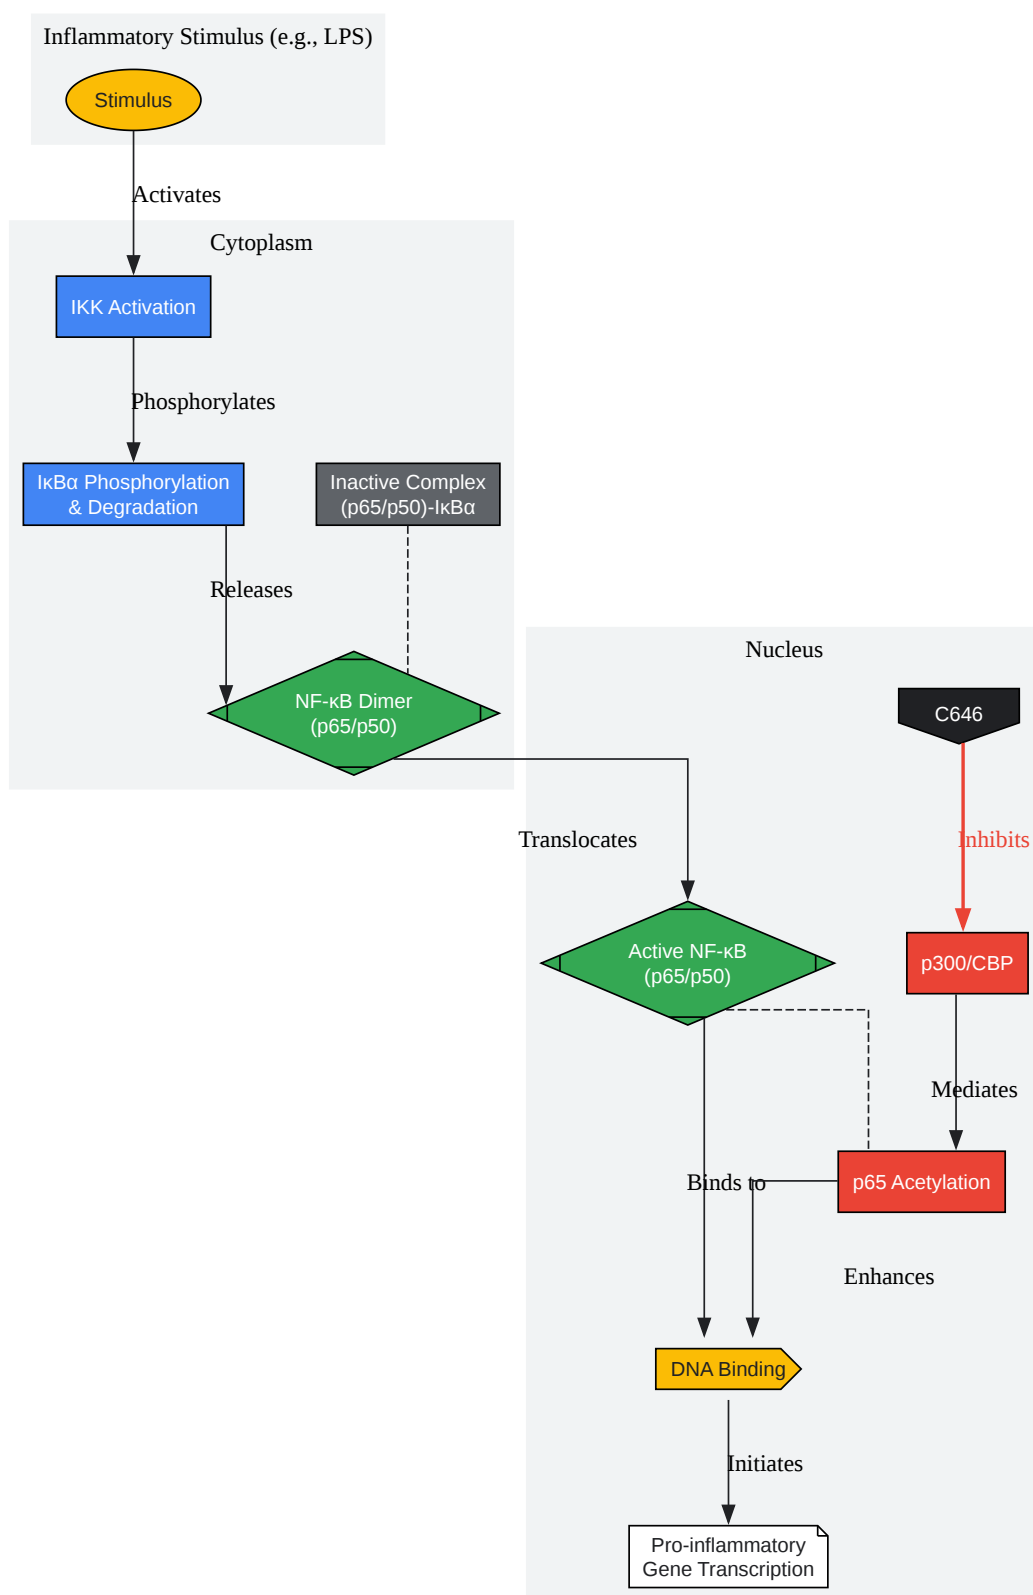 Inflammatory Stimulus (e.g., LPS)
Stimulus
Activates
Cytoplasm
IKK Activation
Phosphorylates
IκBα Phosphorylation
& Degradation
Inactive Complex
(p65/p50)-IκBα
Releases
NF-κB Dimer
(p65/p50)
Nucleus
C646
Translocates
Inhibits
Active NF-κB
(p65/p50)
p300/CBP
Mediates
Binds to
p65 Acetylation
Enhances
DNA Binding
Initiates
Pro-inflammatory
Gene Transcription